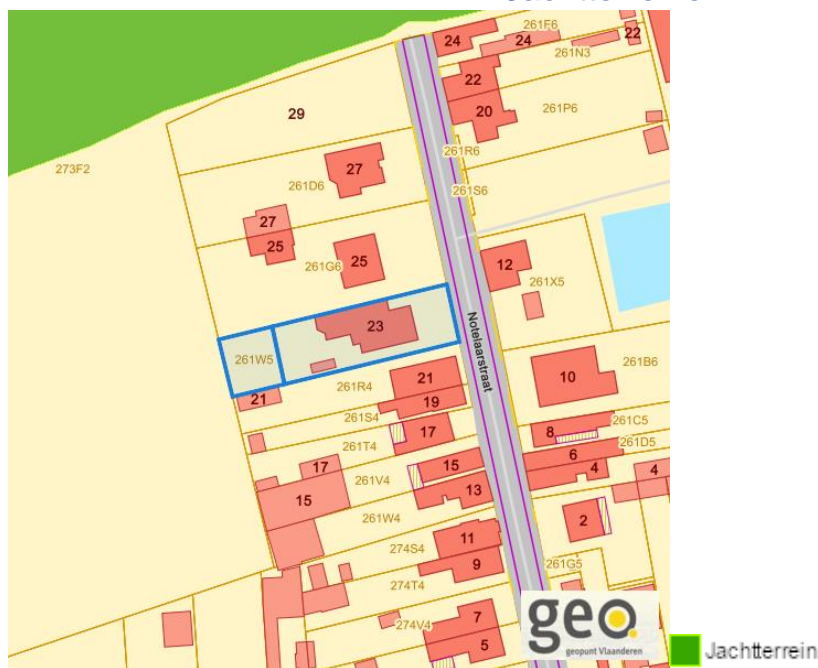 24
261F6
24
22
261N3
22
29
20
261P6
273F2
261R6
27
261D6
261S6
27
25
25
261G6
12
261X5
23
Notelaarstraat
261W5
21
261R4
10
261B6
21
19
261S4
17
8
261C5
261T4
261D5
6
17
15
4
4
261V4
13
15
261W4
2
11
274S4
9
261G5
274T4
7
274V4
5
geo
geopunt Vlaanderen
Jachtterrein